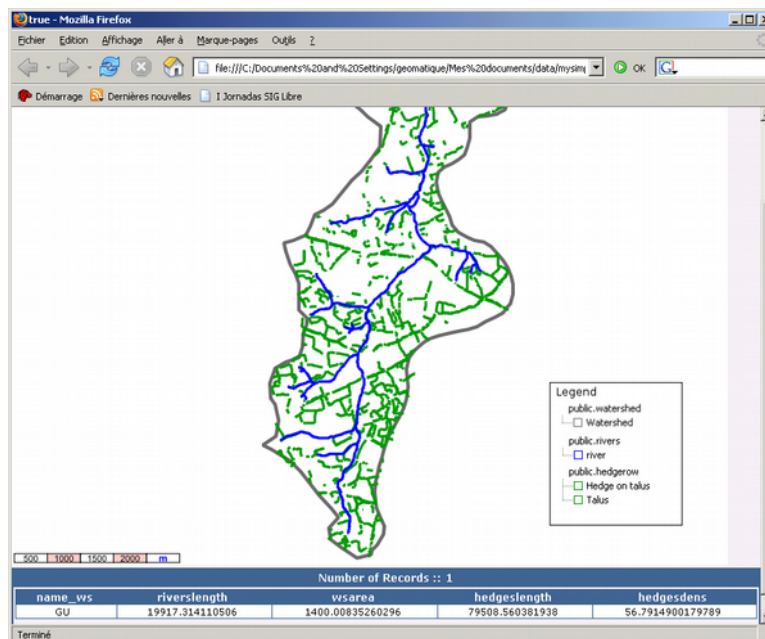 true - Mozilla Firefox
Fichier Edition Affichage Aller à Marque-pages Outils ?
file:///C:/Documents%20and%20Settings/geomatique/Mes%20documents/data/mysim OK G
Démarrage Dernières nouvelles I Jornadas SIG Libre
Legend
public.watershed
Watershed
public.rivers
river
public.hedgerow
Hedge on talus
Talus
500 1000 1500 2000 m
Number of Records :: 1
name_ws riverslength wsarea hedgeslength hedgesdens
GU 19917.314110506 1400.00835260296 79508.560381938 56.7914900179789
Terminé